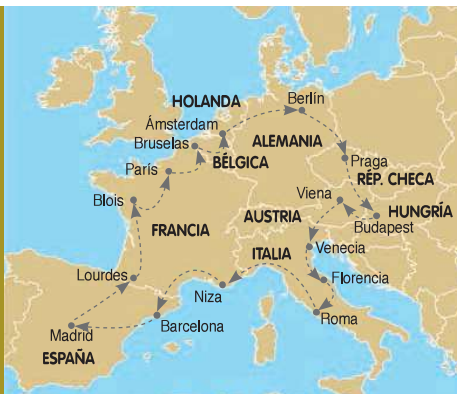 HOLANDA
Berlín
Ámsterdam
Bruselas
ALEMANIA
BÉLGICA
París
Praga
RÉP. CHECA
Blois
Viena
HUNGRÍA
FRANCIA
AUSTRIA
Budapest
ITALIA
Venecia
Lourdes
Florencia
Niza
Madrid
Barcelona
Roma
ESPAÑA